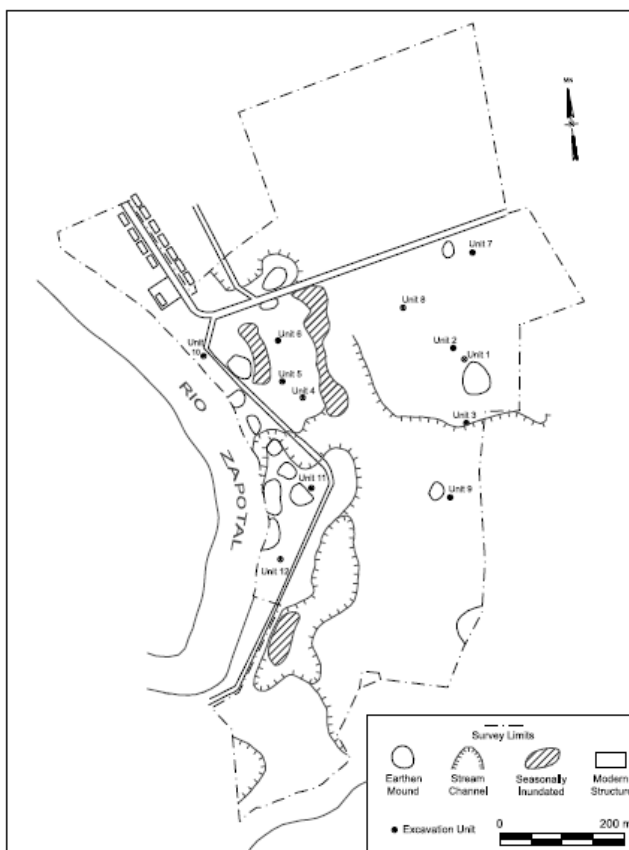 MN
N
Unit 7
Unit 8
Unit 2
Unit 1
Unit 6
Unit
10
Unit 5
Unit 4
Unit 3
RIO
ZAPOTAL
Unit 11
Unit 9
Unit 12
Survey Limits
Earthen
Mound
Stream
Channel
Seasonally
Inundated
Modern
Structure
Excavation Unit
0 200 m